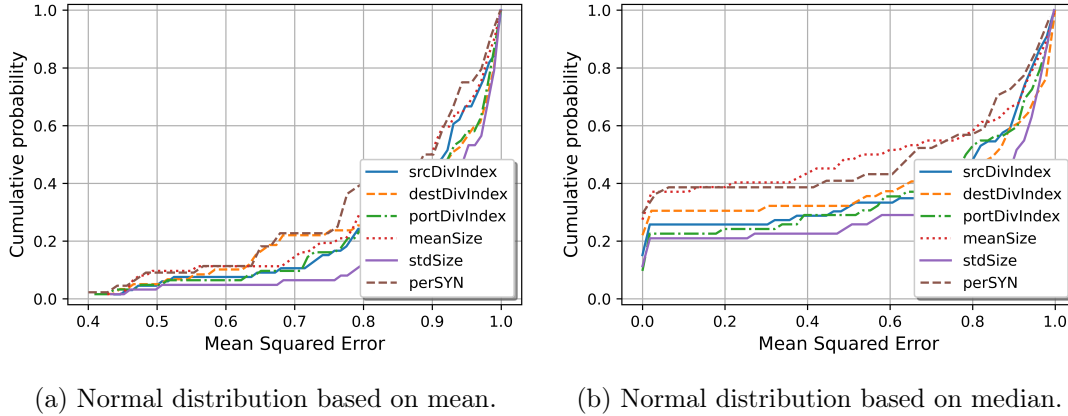 1.0
0.8
0.6
0.4
0.2
0.0
Cumulative probability
0.4 0.5 0.6 0.7 0.8 0.9 1.0
Mean Squared Error
srcDivIndex
destDivIndex
portDivIndex
meanSize
stdSize
perSYN
(a) Normal distribution based on mean.
1.0
0.8
0.6
0.4
0.2
0.0
Cumulative probability
0.0 0.2 0.4 0.6 0.8 1.0
Mean Squared Error
srcDivIndex
destDivIndex
portDivIndex
meanSize
stdSize
perSYN
(b) Normal distribution based on median.